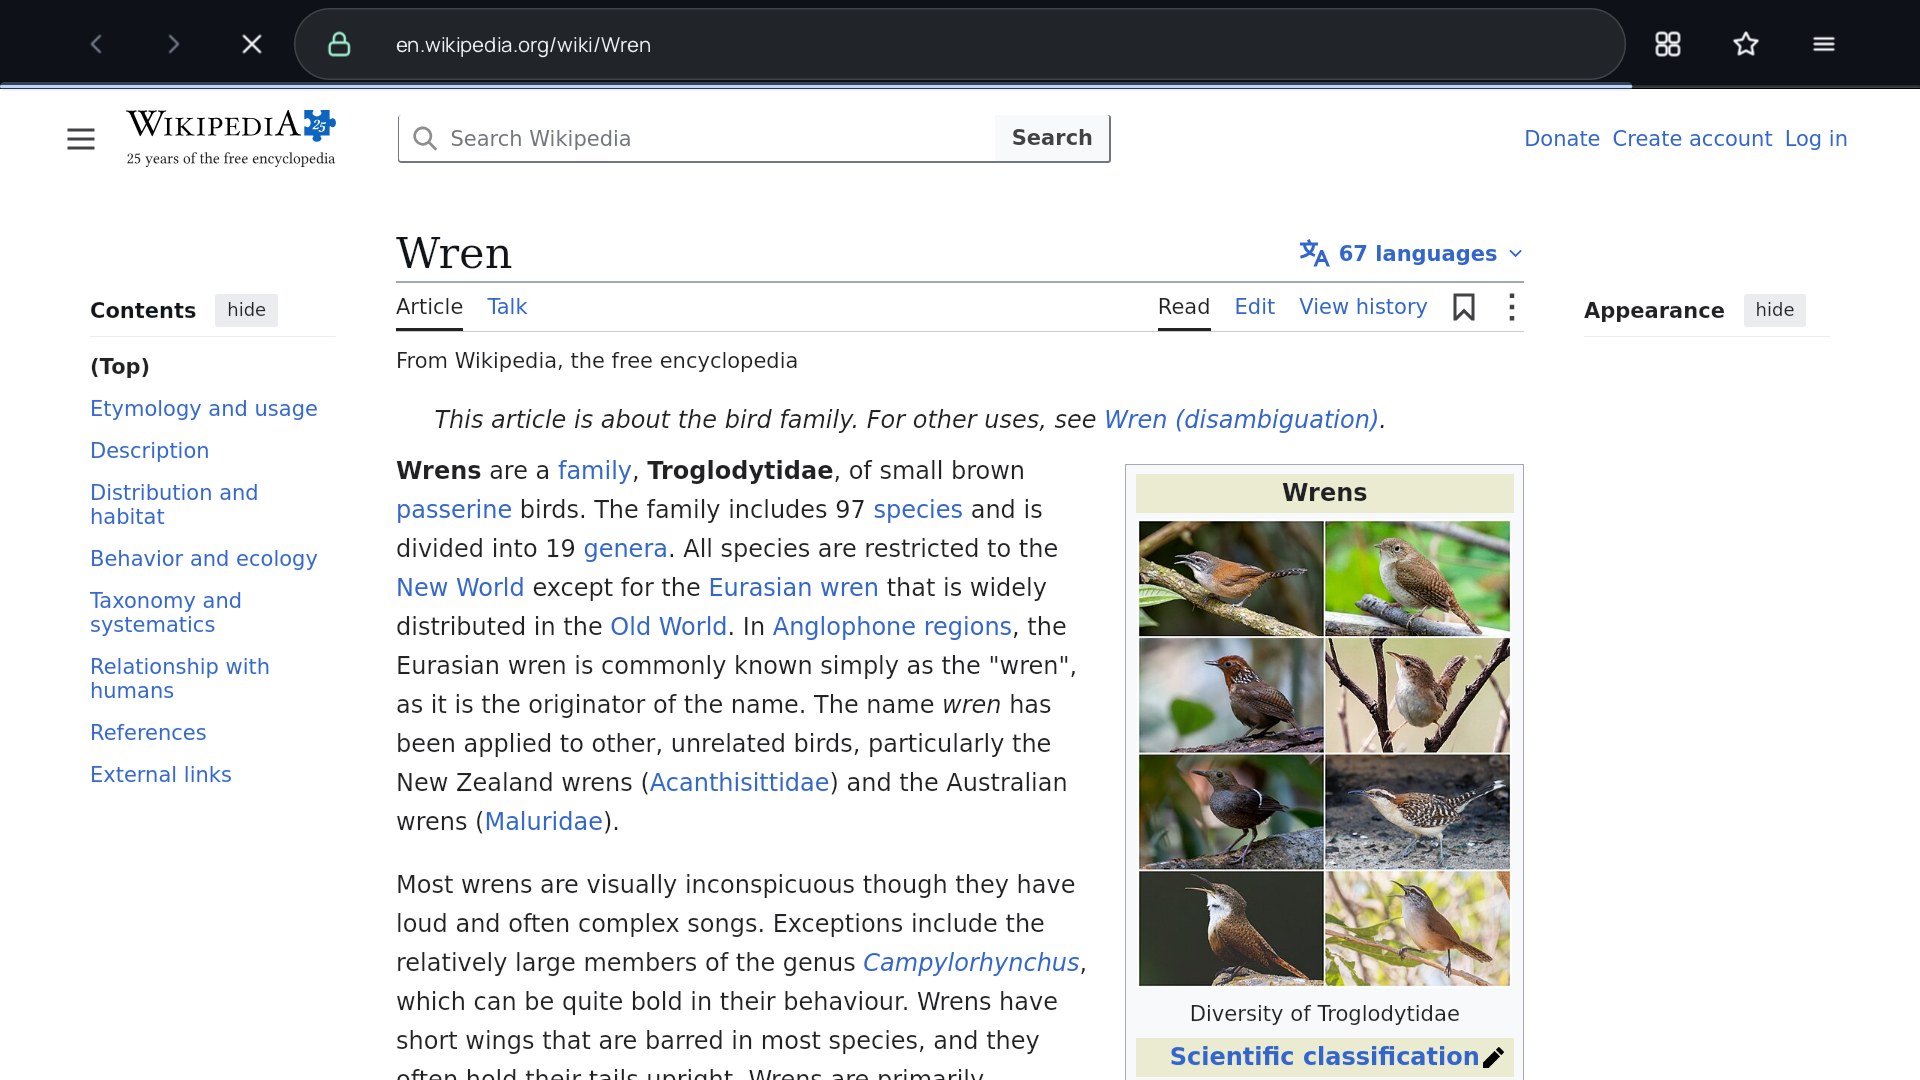 en.wikipedia.org/wiki/Wren
WIKIPEDIA 25
25 years of the free encyclopedia
Search Wikipedia
Search
Donate Create account Log in
Wren
67 languages
Contents hide
Article Talk
Read Edit View history
Appearance hide
(Top)
Etymology and usage
Description
Distribution and
habitat
Behavior and ecology
Taxonomy and
systematics
Relationship with
humans
References
External links
From Wikipedia, the free encyclopedia
This article is about the bird family. For other uses, see Wren (disambiguation).
Wrens are a family, Troglodytidae, of small brown
passerine birds. The family includes 97 species and is
divided into 19 genera. All species are restricted to the
New World except for the Eurasian wren that is widely
distributed in the Old World. In Anglophone regions, the
Eurasian wren is commonly known simply as the "wren",
as it is the originator of the name. The name wren has
been applied to other, unrelated birds, particularly the
New Zealand wrens (Acanthisittidae) and the Australian
wrens (Maluridae).
Most wrens are visually inconspicuous though they have
loud and often complex songs. Exceptions include the
relatively large members of the genus Campylorhynchus,
which can be quite bold in their behaviour. Wrens have
short wings that are barred in most species, and they
often hold their tails upright. Wrens are primarily
Wrens
Diversity of Troglodytidae
Scientific classification